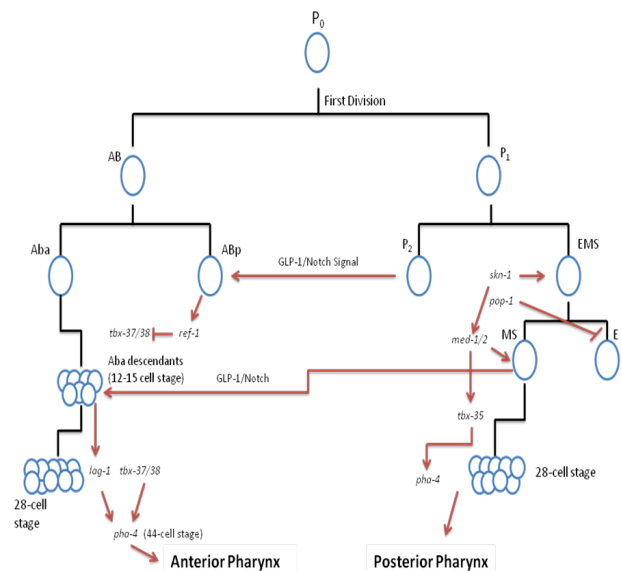 P0
First Division
AB
P1
Aba
ABp
P2
EMS
GLP-1/Notch Signal
skn-1
pop-1
tbx-37/38
ref-1
med-1/2
MS
E
Aba descendants
(12-15 cell stage)
GLP-1/Notch
tbx-35
lag-1
tbx-37/38
pha-4
28-cell stage
28-cell
stage
pha-4 (44-cell stage)
Anterior Pharynx
Posterior Pharynx